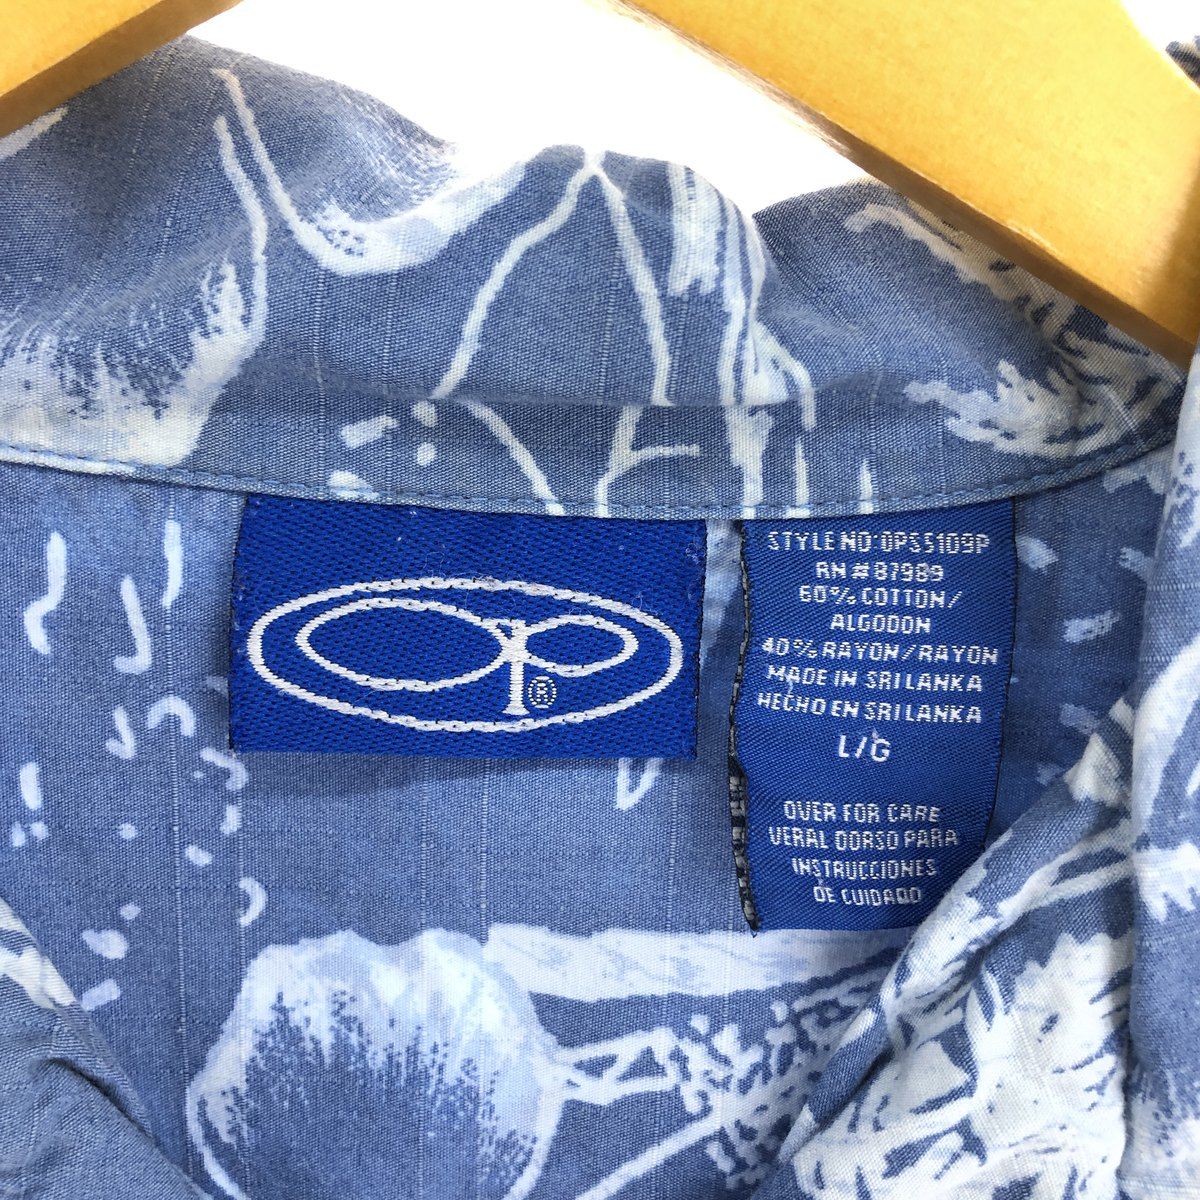 Op®
STYLE NO: OPS5109P
RN # 87989
60% COTTON/
ALGODON
40% RAYON/RAYON
MADE IN SRI LANKA
HECHO EN SRI LANKA
L/G
OVER FOR CARE
VERAL DORSO PARA
INSTRUCCIONES
DE CUIDADO